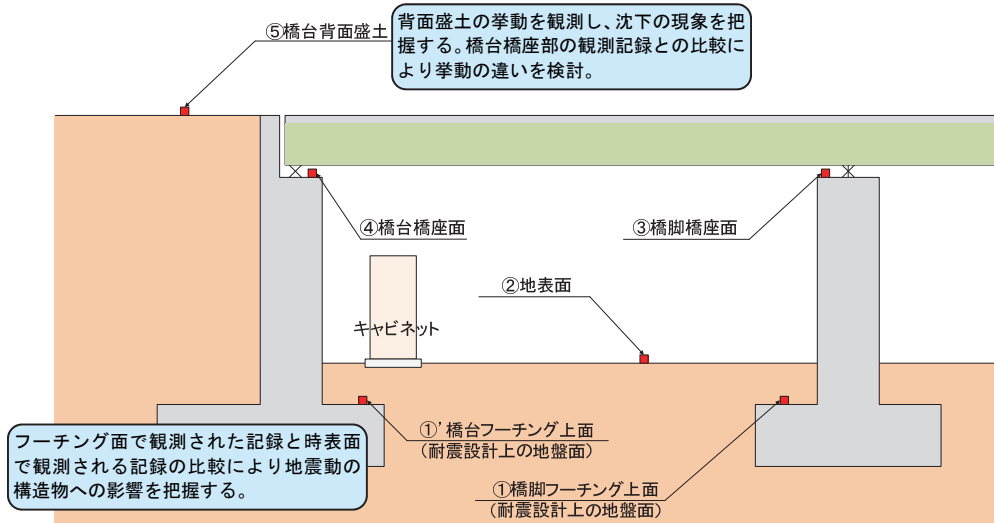 ⑤橋台背面盛土
背面盛土の挙動を観測し、沈下の現象を把
握する。橋台橋座部の観測記録との比較に
より挙動の違いを検討。
④橋台橋座面
③橋脚橋座面
②地表面
キャビネット
①’橋台フーチング上面
(耐震設計上の地盤面)
フーチング面で観測された記録と時表面
で観測される記録の比較により地震動の
構造物への影響を把握する。
①橋脚フーチング上面
(耐震設計上の地盤面)